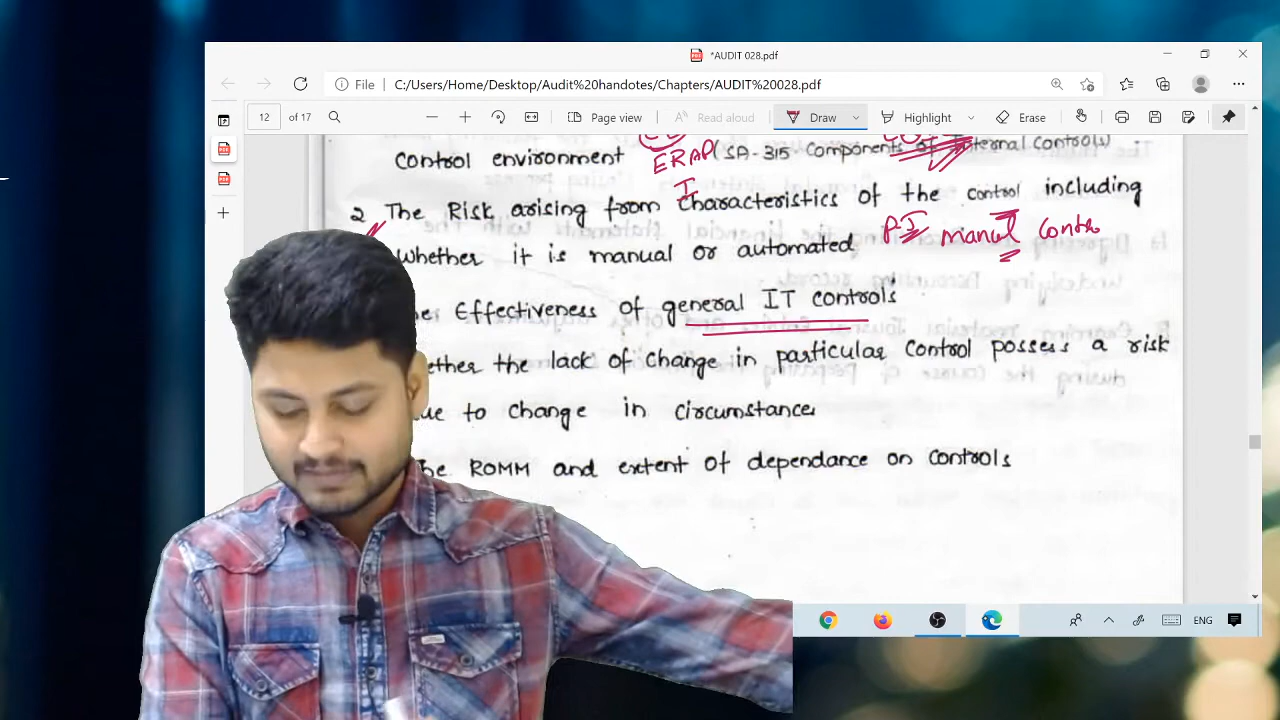 *AUDIT 028.pdf
File C:/Users/Home/Desktop/Audit%20handotes/Chapters/AUDIT%20028.pdf
12 of 17 Page view Read aloud Draw Highlight Erase
Control environment ERAP (SA-315 Components of Internal Controls)
I
2 The Risk arising from Characteristics of the control including
Whether it is manual or automated PI manual Contro
Effectiveness of general IT controls
ether the lack of change in particular Control possess a risk
ue to change in circumstances
he ROMM and extent of dependance on controls
ENG